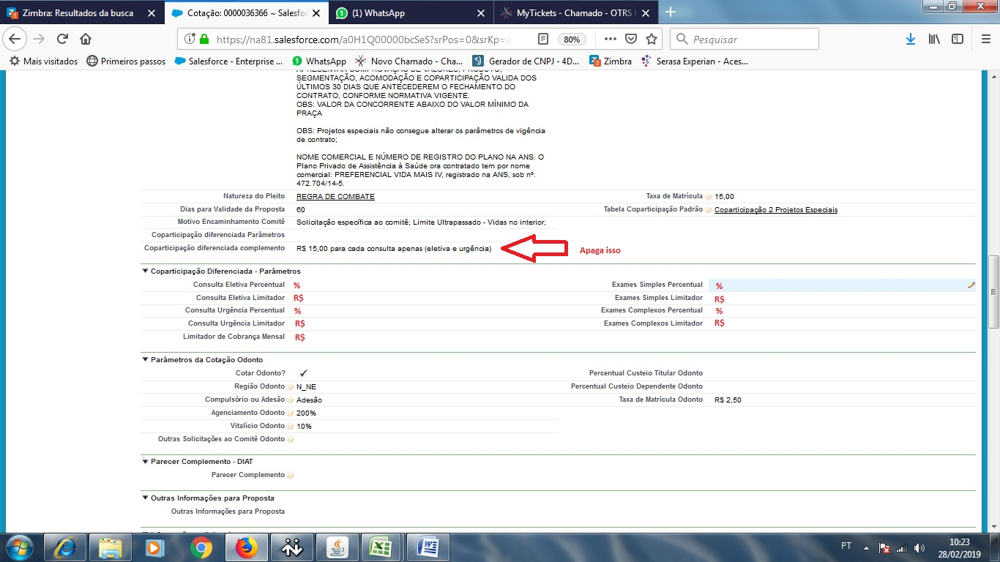 Zimbra: Resultados da busca
Cotação: 0000036366 ~ Salesfor
(1) WhatsApp
MyTickets - Chamado - OTRS
https://na81.salesforce.com/a0H1Q00000bcSeS?srPos=0&srKp=
80%
Pesquisar
Mais visitados
Primeiros passos
Salesforce - Enterprise ...
WhatsApp
Novo Chamado - Cha...
Gerador de CNPJ - 4D...
Zimbra
Serasa Experian - Aces...
SEGMENTAÇÃO, ACOMODAÇÃO E COPARTICIPAÇÃO VALIDA DOS
ÚLTIMOS 30 DIAS QUE ANTECEDEREM O FECHAMENTO DO
CONTRATO, CONFORME NORMATIVA VIGENTE.
OBS: VALOR DA CONCORRENTE ABAIXO DO VALOR MÍNIMO DA
PRAÇA
OBS: Projetos especiais não consegue alterar os parâmetros de vigência
de contrato;
NOME COMERCIAL E NÚMERO DE REGISTRO DO PLANO NA ANS. O
Plano Privado de Assistência à Saúde ora contratado tem por nome
comercial: PREFERENCIAL VIDA MAIS IV, registrado na ANS, sob nº.
472.704/14-5.
Natureza do Pleito REGRA DE COMBATE Taxa de Matrícula 15,00
Dias para Validade da Proposta 60 Tabela Coparticipação Padrão Coparticipação 2 Projetos Especiais
Motivo Encaminhamento Comitê Solicitação específica ao comitê; Limite Ultrapassado - Vidas no interior;
Coparticipação diferenciada Parâmetros
Coparticipação diferenciada complemento R$ 15,00 para cada consulta apenas (eletiva e urgência) Apaga isso
Coparticipação Diferenciada - Parâmetros
Consulta Eletiva Percentual % Exames Simples Percentual %
Consulta Eletiva Limitador R$ Exames Simples Limitador R$
Consulta Urgência Percentual % Exames Complexos Percentual %
Consulta Urgência Limitador R$ Exames Complexos Limitador R$
Limitador de Cobrança Mensal R$
Parâmetros da Cotação Odonto
Cotar Odonto? Percentual Custeio Titular Odonto
Região Odonto N_NE Percentual Custeio Dependente Odonto
Compulsório ou Adesão Adesão Taxa de Matrícula Odonto R$ 2,50
Agenciamento Odonto 200%
Vitalício Odonto 10%
Outras Solicitações ao Comitê Odonto
Parecer Complemento - DIAT
Parecer Complemento
Outras Informações para Proposta
Outras Informações para Proposta
PT
10:23
28/02/2019